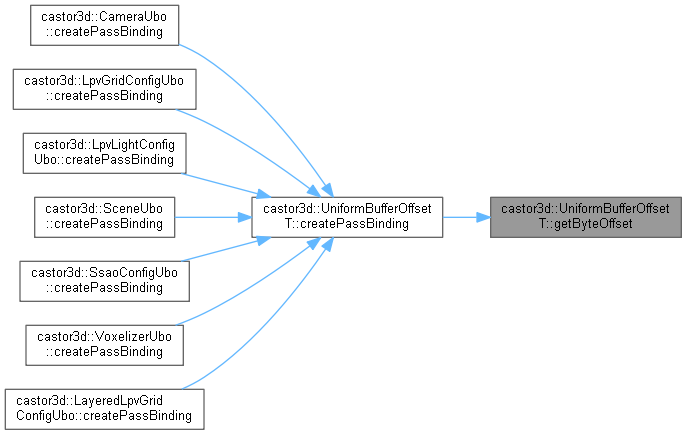 castor3d::CameraUbo
::createPassBinding
castor3d::LpvGridConfigUbo
::createPassBinding
castor3d::LpvLightConfig
Ubo::createPassBinding
castor3d::SceneUbo
::createPassBinding
castor3d::SsaoConfigUbo
::createPassBinding
castor3d::VoxelizerUbo
::createPassBinding
castor3d::LayeredLpvGrid
ConfigUbo::createPassBinding
castor3d::UniformBufferOffset
T::createPassBinding
castor3d::UniformBufferOffset
T::getByteOffset